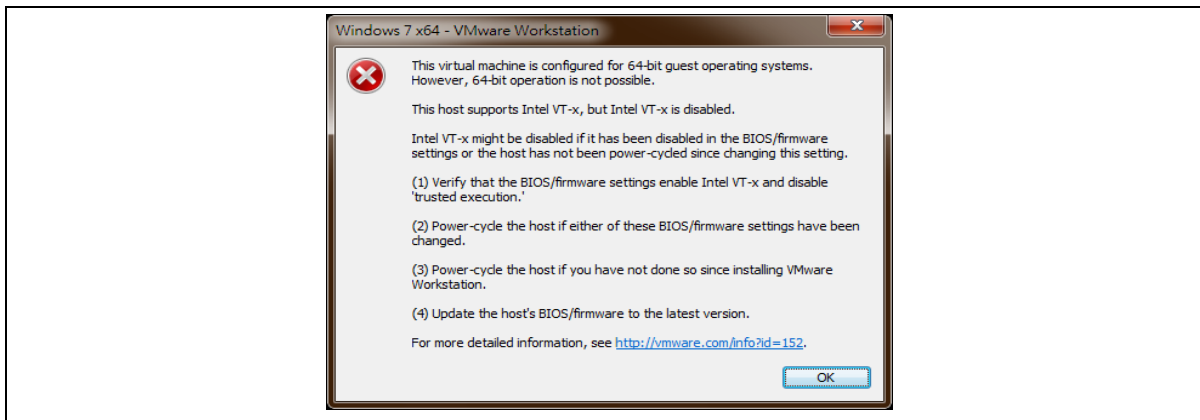 Windows 7 x64 - VMware Workstation
This virtual machine is configured for 64-bit guest operating systems.
However, 64-bit operation is not possible.
This host supports Intel VT-x, but Intel VT-x is disabled.
Intel VT-x might be disabled if it has been disabled in the BIOS/firmware
settings or the host has not been power-cycled since changing this setting.
(1) Verify that the BIOS/firmware settings enable Intel VT-x and disable
'trusted execution.'
(2) Power-cycle the host if either of these BIOS/firmware settings have been
changed.
(3) Power-cycle the host if you have not done so since installing VMware
Workstation.
(4) Update the host's BIOS/firmware to the latest version.
For more detailed information, see http://vmware.com/info?id=152.
OK